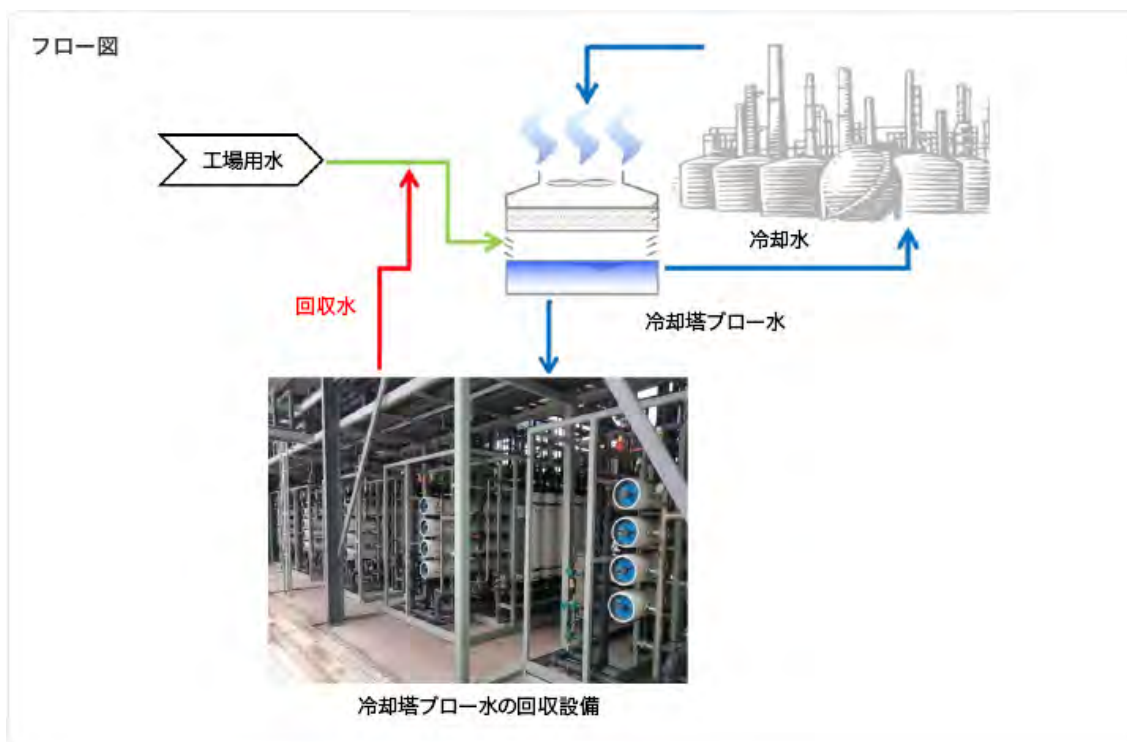 フロー図
工場用水
冷却水
回収水
冷却塔ブロー水
冷却塔ブロー水の回収設備